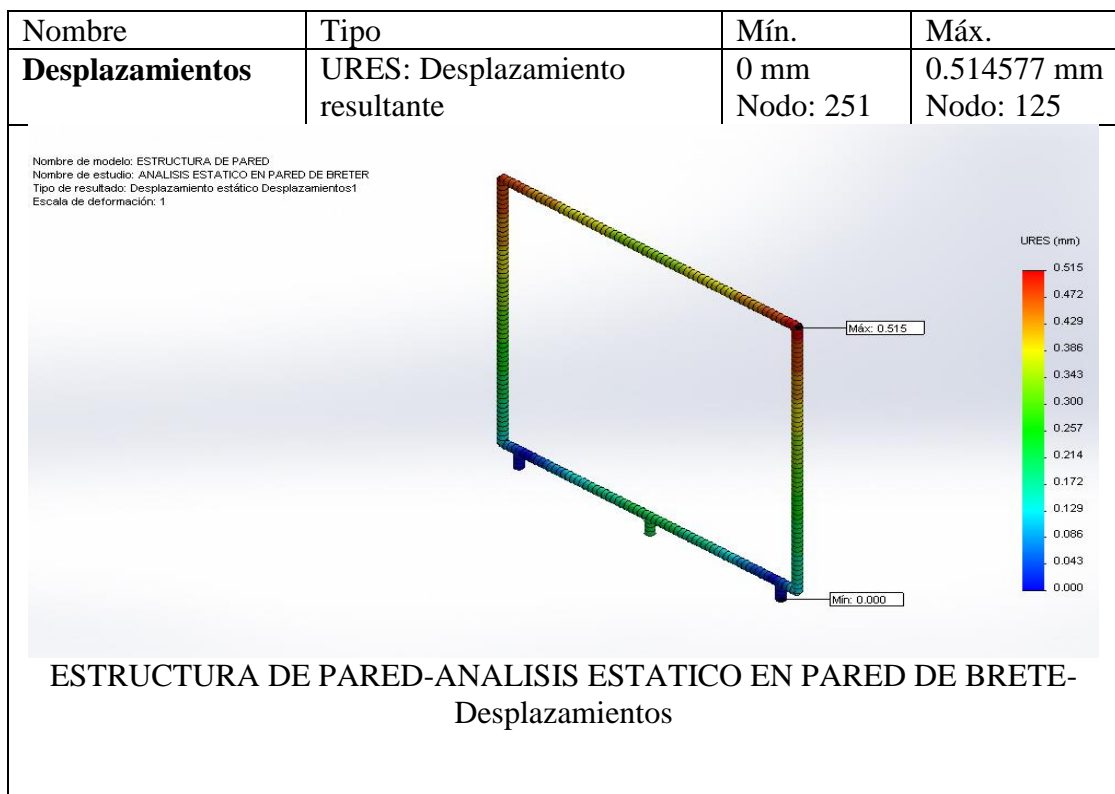 Nombre Tipo Mín. Máx.
Desplazamientos URES: Desplazamiento 0 mm 0.514577 mm
resultante Nodo: 251 Nodo: 125
Nombre de modelo: ESTRUCTURA DE PARED
Nombre de estudio: ANALISIS ESTATICO EN PARED DE BRETER
Tipo de resultado: Desplazamiento estático Desplazamientos1
Escala de deformación: 1
URES (mm)
0.515
0.472
0.429
0.386
0.343
0.300
0.257
0.214
0.172
0.129
0.086
0.043
0.000
Máx: 0.515
Mín: 0.000
ESTRUCTURA DE PARED-ANALISIS ESTATICO EN PARED DE BRETE-
Desplazamientos